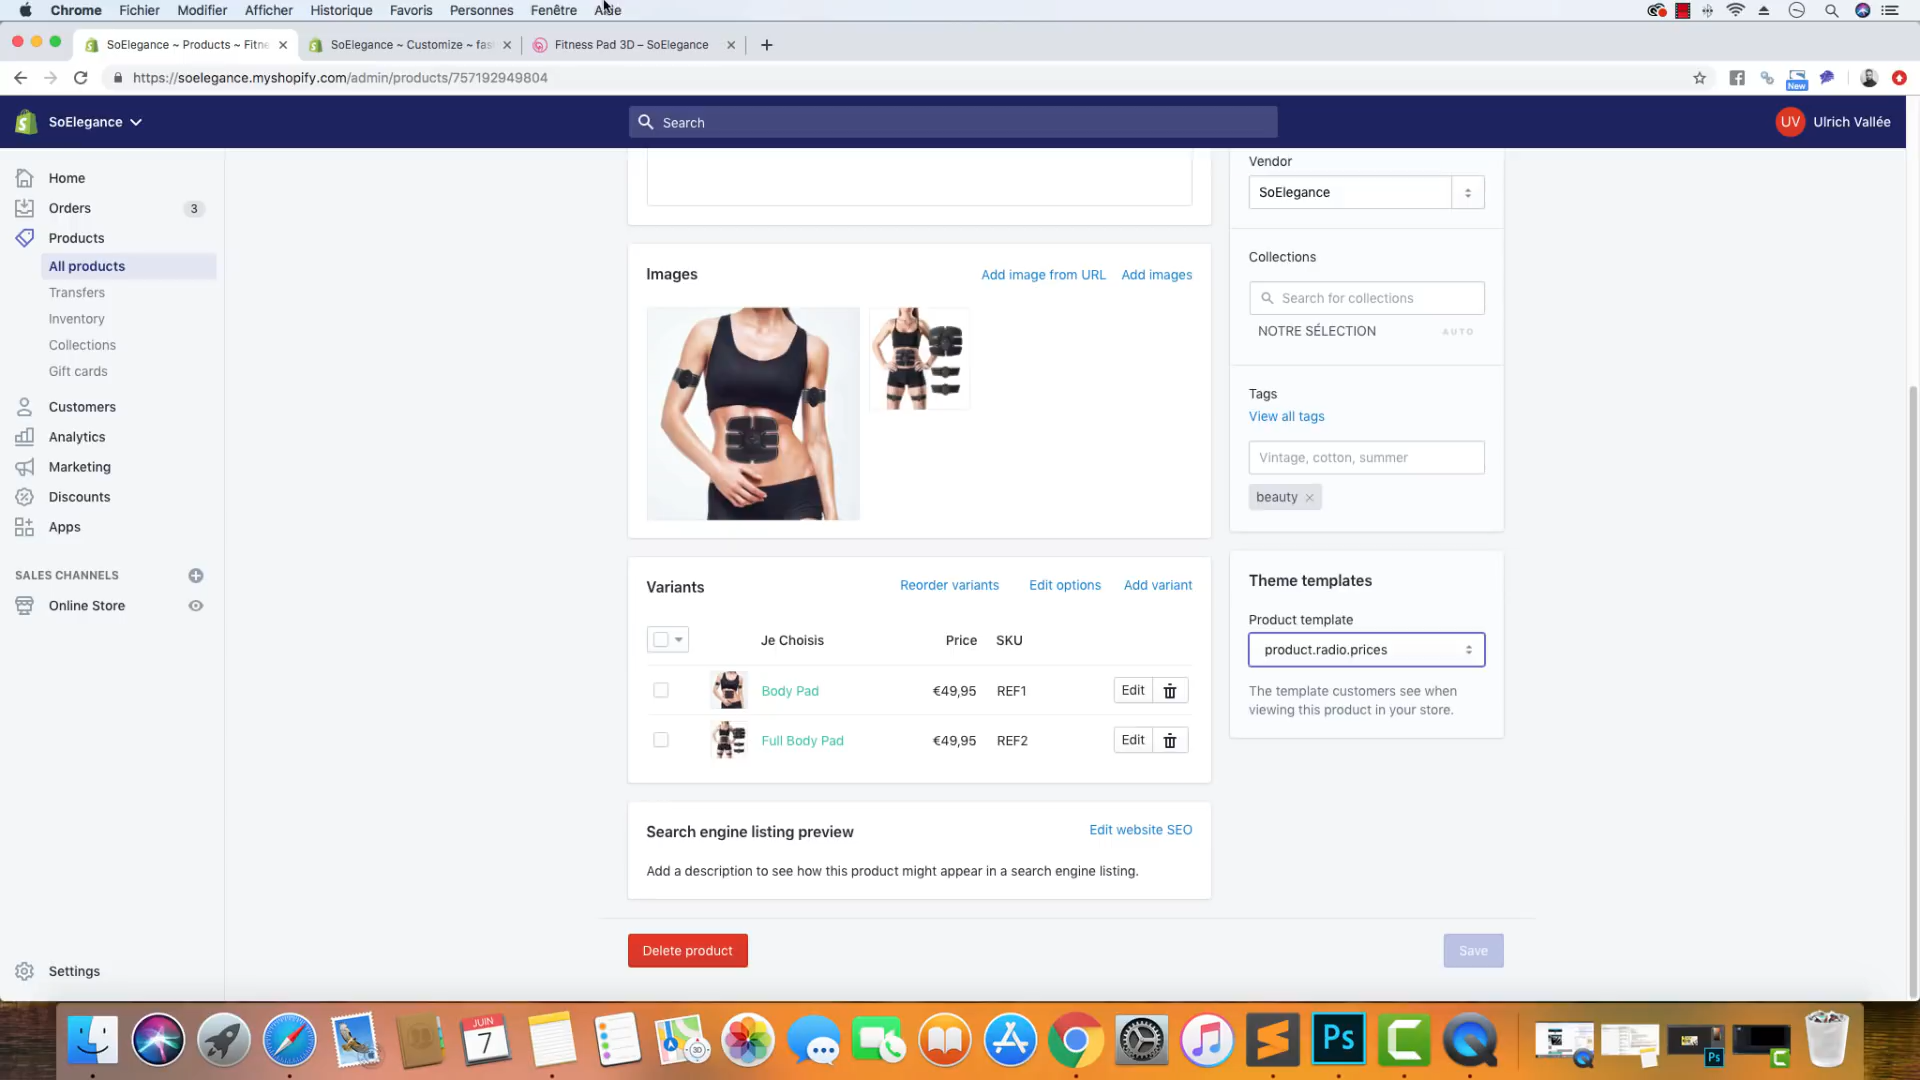 Chrome Fichier Modifier Afficher Historique Favoris Personnes Fenêtre Aide
SoElegance ~ Products ~ Fitne
SoElegance ~ Customize ~ fas
Fitness Pad 3D – SoElegance
https://soelegance.myshopify.com/admin/products/757192949804
New
SoElegance
Search
UV Ulrich Vallée
Home
Orders 3
Products
All products
Transfers
Inventory
Collections
Gift cards
Customers
Analytics
Marketing
Discounts
Apps
SALES CHANNELS
Online Store
Settings
Images
Add image from URL
Add images
Variants
Reorder variants
Edit options
Add variant
Je Choisis Price SKU
Body Pad €49,95 REF1 Edit
Full Body Pad €49,95 REF2 Edit
Search engine listing preview
Edit website SEO
Add a description to see how this product might appear in a search engine listing.
Delete product
Save
Vendor
SoElegance
Collections
Search for collections
NOTRE SÉLECTION AUTO
Tags
View all tags
Vintage, cotton, summer
beauty
Theme templates
Product template
product.radio.prices
The template customers see when
viewing this product in your store.
JUIN
7
3D
Ps
Ps